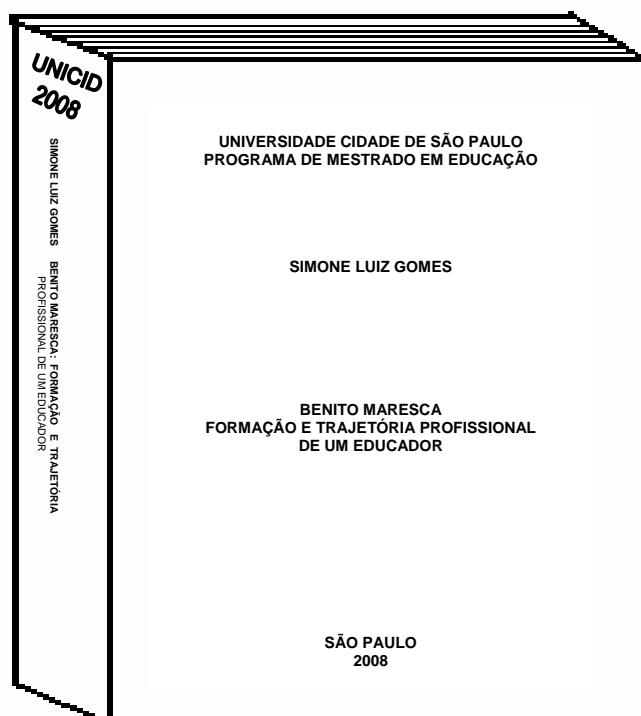 UNICID
2008
SIMONE LUIZ GOMES BENITO MARESCA: FORMAÇÃO E TRAJETÓRIA
PROFISSIONAL DE UM EDUCADOR
UNIVERSIDADE CIDADE DE SÃO PAULO
PROGRAMA DE MESTRADO EM EDUCAÇÃO
SIMONE LUIZ GOMES
BENITO MARESCA
FORMAÇÃO E TRAJETÓRIA PROFISSIONAL
DE UM EDUCADOR
SÃO PAULO
2008